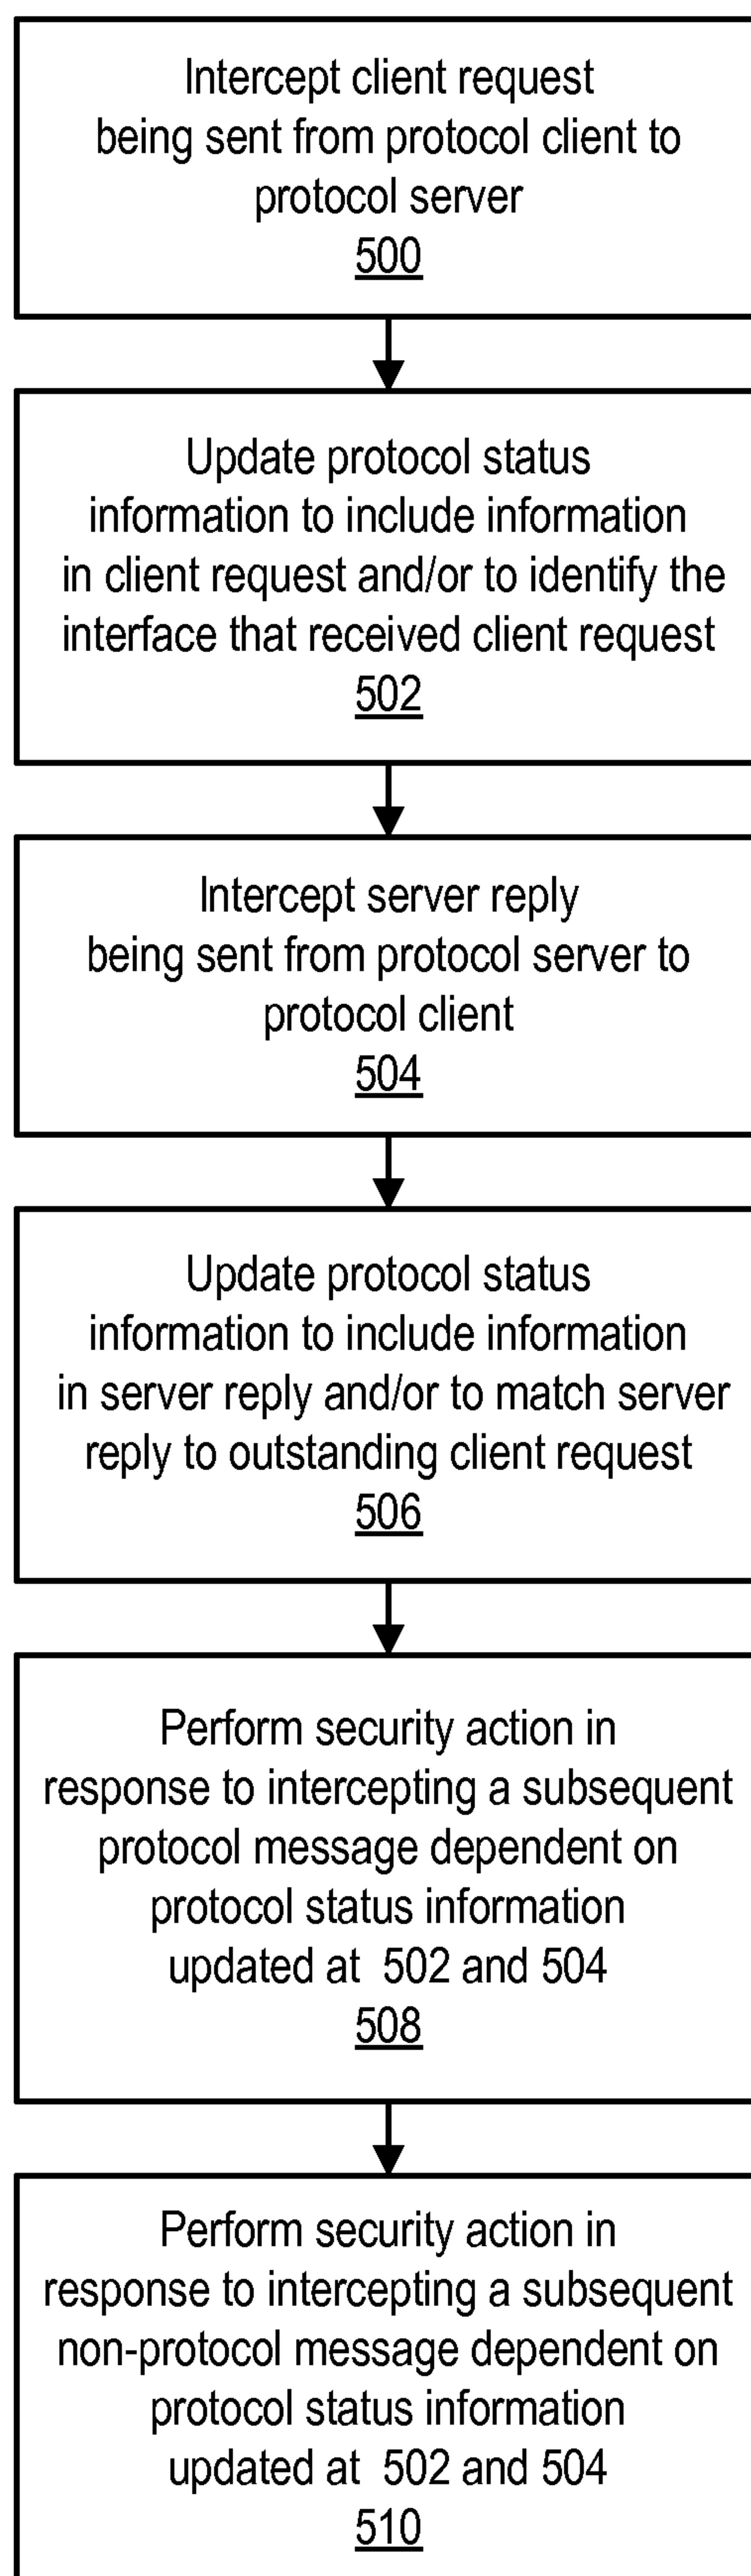 Intercept client request
being sent from protocol client to
protocol server
500
Update protocol status
information to include information
in client request and/or to identify the
interface that received client request
502
Intercept server reply
being sent from protocol server to
protocol client
504
Update protocol status
information to include information
in server reply and/or to match server
reply to outstanding client request
506
Perform security action in
response to intercepting a subsequent
protocol message dependent on
protocol status information
updated at 502 and 504
508
Perform security action in
response to intercepting a subsequent
non-protocol message dependent on
protocol status information
updated at 502 and 504
510